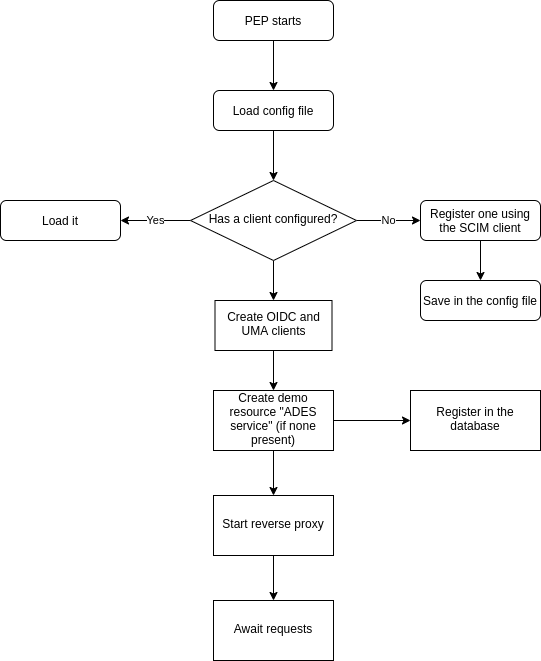 PEP starts
Load config file
Has a client configured?
Yes
No
Load it
Register one using
the SCIM client
Save in the config file
Create OIDC and
UMA clients
Create demo
resource "ADES
service" (if none
present)
Register in the
database
Start reverse proxy
Await requests